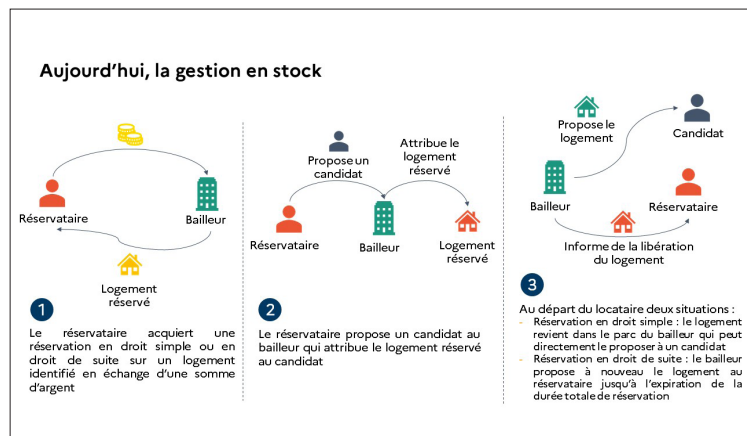 Aujourd'hui, la gestion en stock
Réservataire
Bailleur
Logement
réservé
1
Le réservataire acquiert une
réservation en droit simple ou en
droit de suite sur un logement
identifié en échange d'une somme
d'argent
Propose un
candidat
Attribue le
logement
réservé
Réservataire
Bailleur
Logement
réservé
2
Le réservataire propose un candidat au
bailleur qui attribue le logement réservé
au candidat
Propose le
logement
Candidat
Bailleur
Réservataire
Informe de la libération
du logement
3
Au départ du locataire deux situations :
- Réservation en droit simple : le logement
revient dans le parc du bailleur qui peut
directement le proposer à un candidat
- Réservation en droit de suite : le bailleur
propose à nouveau le logement au
réservataire jusqu'à l'expiration de la
durée totale de réservation